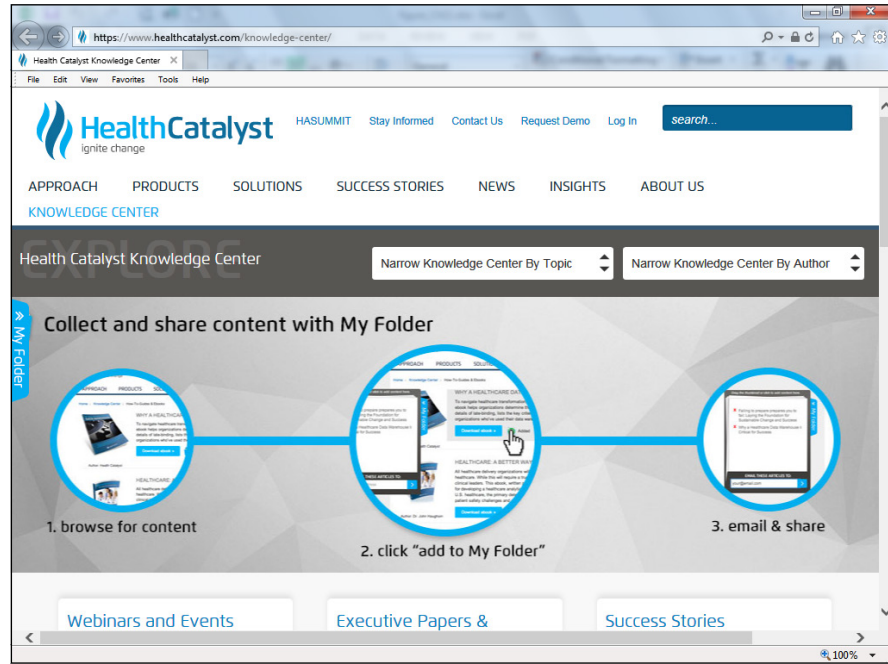 https://www.healthcatalyst.com/knowledge-center/
Health Catalyst Knowledge Center
File Edit View Favorites Tools Help
HealthCatalyst
ignite change
HASUMMIT Stay Informed Contact Us Request Demo Log In search...
APPROACH PRODUCTS SOLUTIONS SUCCESS STORIES NEWS INSIGHTS ABOUT US
KNOWLEDGE CENTER
EXPLORE
Health Catalyst Knowledge Center
Narrow Knowledge Center By Topic Narrow Knowledge Center By Author
My Folder
Collect and share content with My Folder
1. browse for content
2. click "add to My Folder"
3. email & share
Webinars and Events Executive Papers & Success Stories
100%